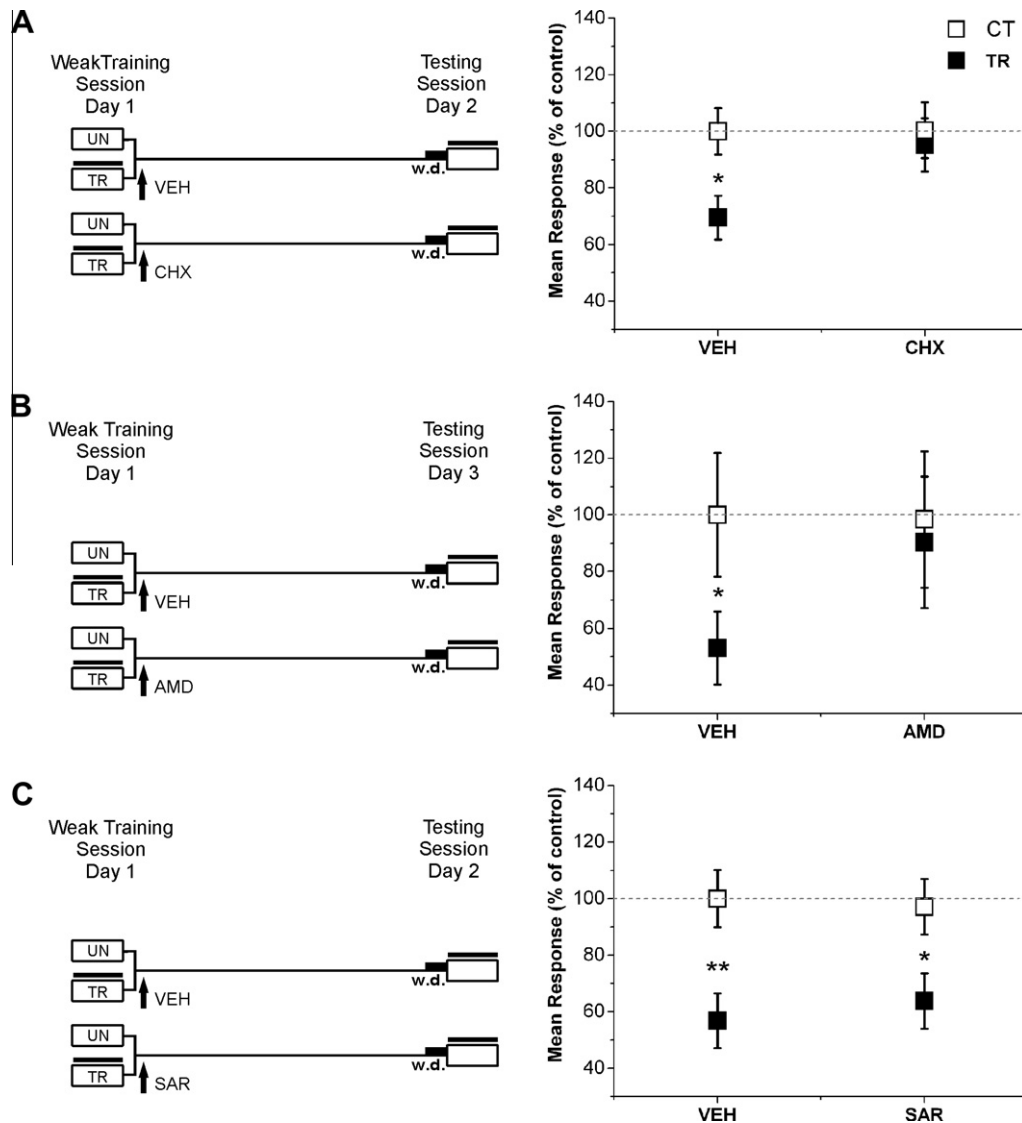 A
WeakTraining
Session
Day 1
Testing
Session
Day 2
UN
TR
VEH
w.d.
UN
TR
CHX
w.d.
Mean Response (% of control)
140
120
100
80
60
40
*
VEH
CHX
CT
TR
B
Weak Training
Session
Day 1
Testing
Session
Day 3
UN
TR
VEH
w.d.
UN
TR
AMD
w.d.
Mean Response (% of control)
140
120
100
80
60
40
*
VEH
AMD
C
Weak Training
Session
Day 1
Testing
Session
Day 2
UN
TR
VEH
w.d.
UN
TR
SAR
w.d.
Mean Response (% of control)
140
120
100
80
60
40
**
*
VEH
SAR